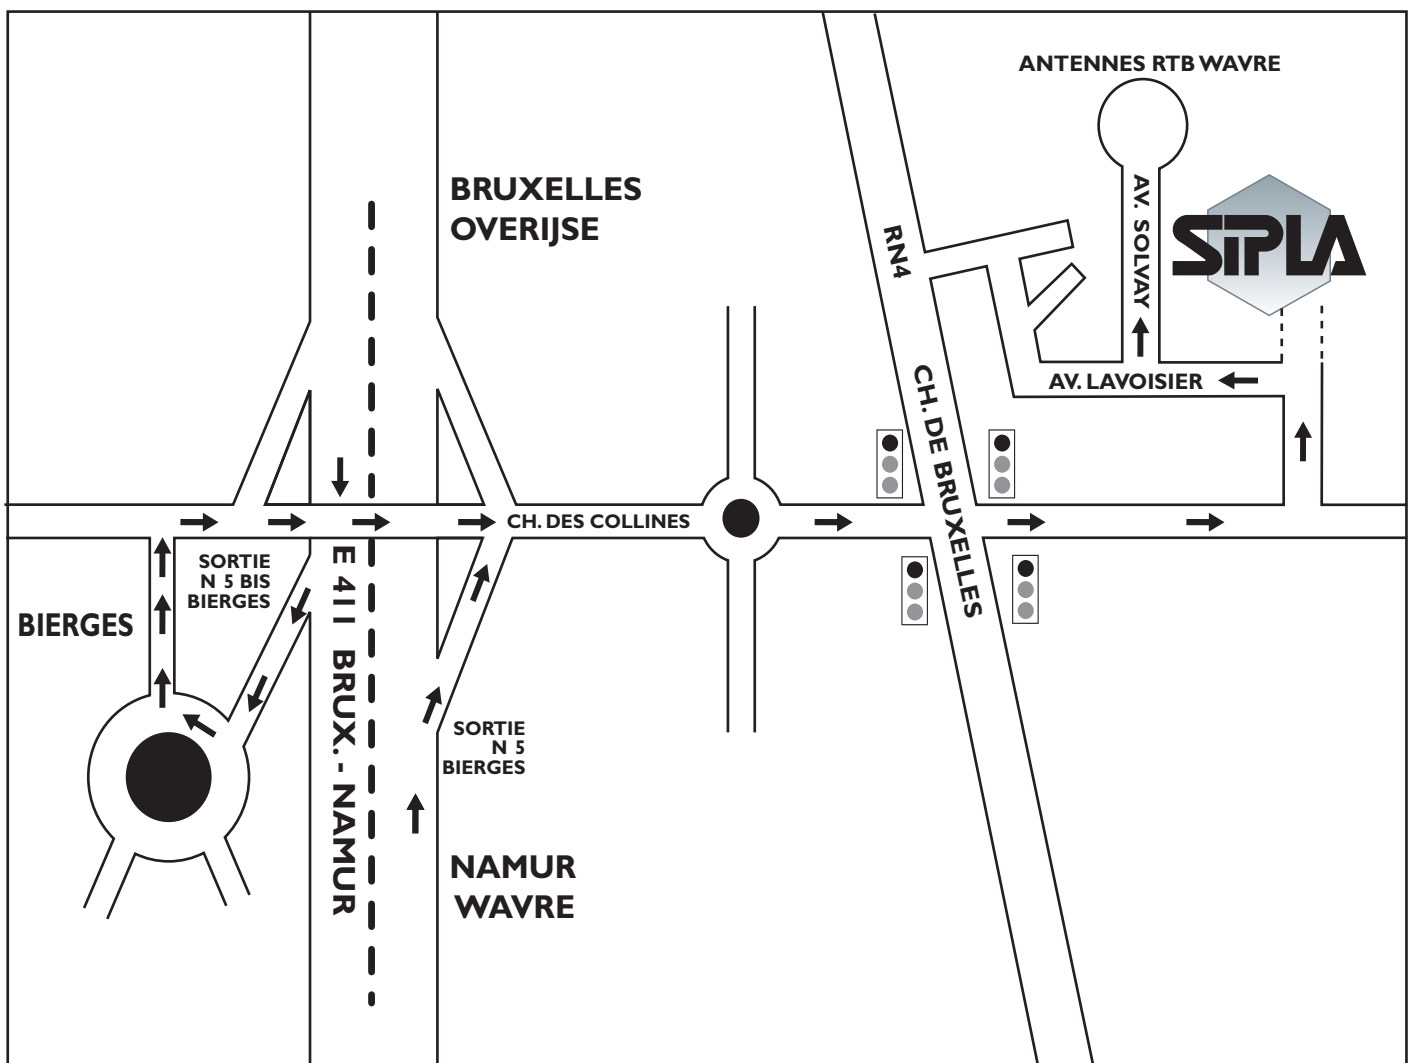 ANTENNES RTB WAVRE
BRUXELLES
OVERIJSE
AV. SOLVAY
SIPLA
RN4
CH. DE BRUXELLES
AV. LAVOISIER
CH. DES COLLINES
SORTIE
N 5 BIS
BIERGES
BIERGES
E 411 BRUX. - NAMUR
SORTIE
N 5
BIERGES
NAMUR
WAVRE